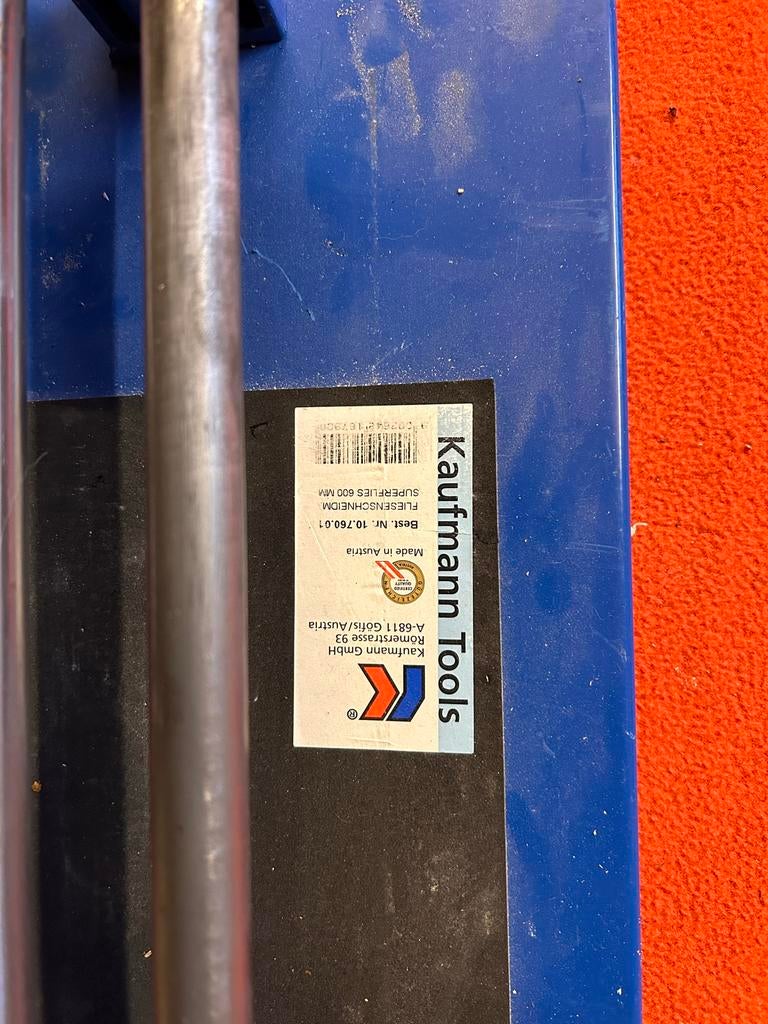 Kaufmann Tools
®
Kaufmann GmbH
Römerstrasse 93
A-6811 Göfis/Austria
Made in Austria
Best. Nr. 10.760.01
FLIESENSCHNEIDM
SUPERFLIES 600 MM